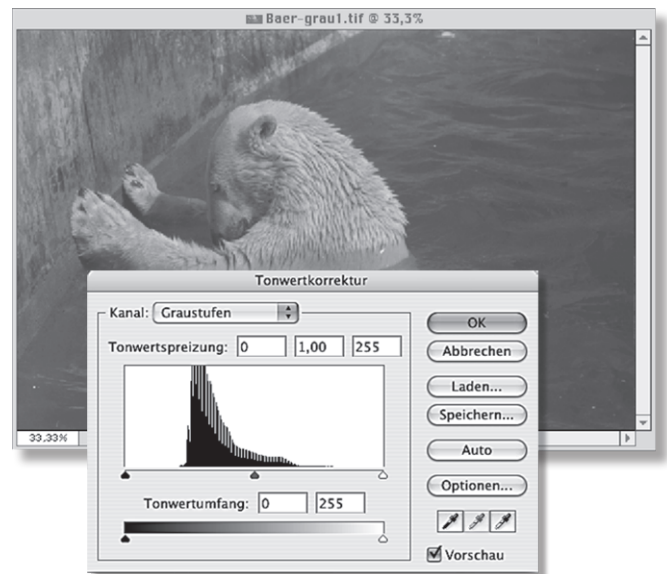 Baer-grau1.tif @ 33,3%
Tonwertkorrektur
Kanal: Graustufen
OK
Tonwertspreizung: 0 1,00 255
Abbrechen
Laden...
Speichern...
33,33%
Auto
Optionen...
Tonwertumfang: 0 255
Vorschau